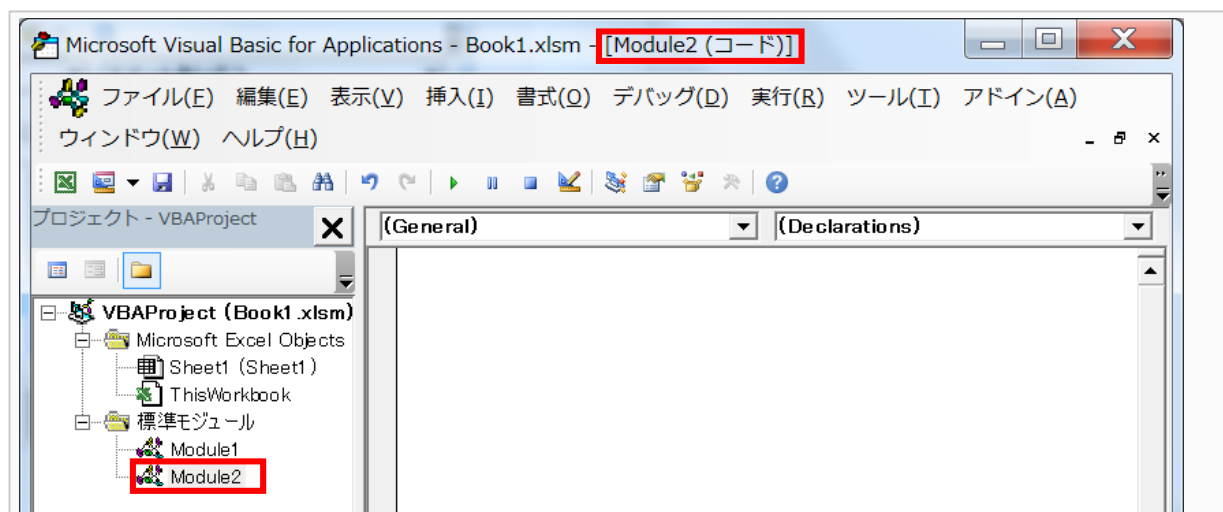 Microsoft Visual Basic for Applications - Book1.xlsm - [Module2 (コード)]
ファイル(F) 編集(E) 表示(V) 挿入(I) 書式(O) デバッグ(D) 実行(R) ツール(T) アドイン(A)
ウィンドウ(W) ヘルプ(H)
プロジェクト - VBAProject
(General) (Declarations)
VBAProject (Book1.xlsm)
Microsoft Excel Objects
Sheet1 (Sheet1)
ThisWorkbook
標準モジュール
Module1
Module2